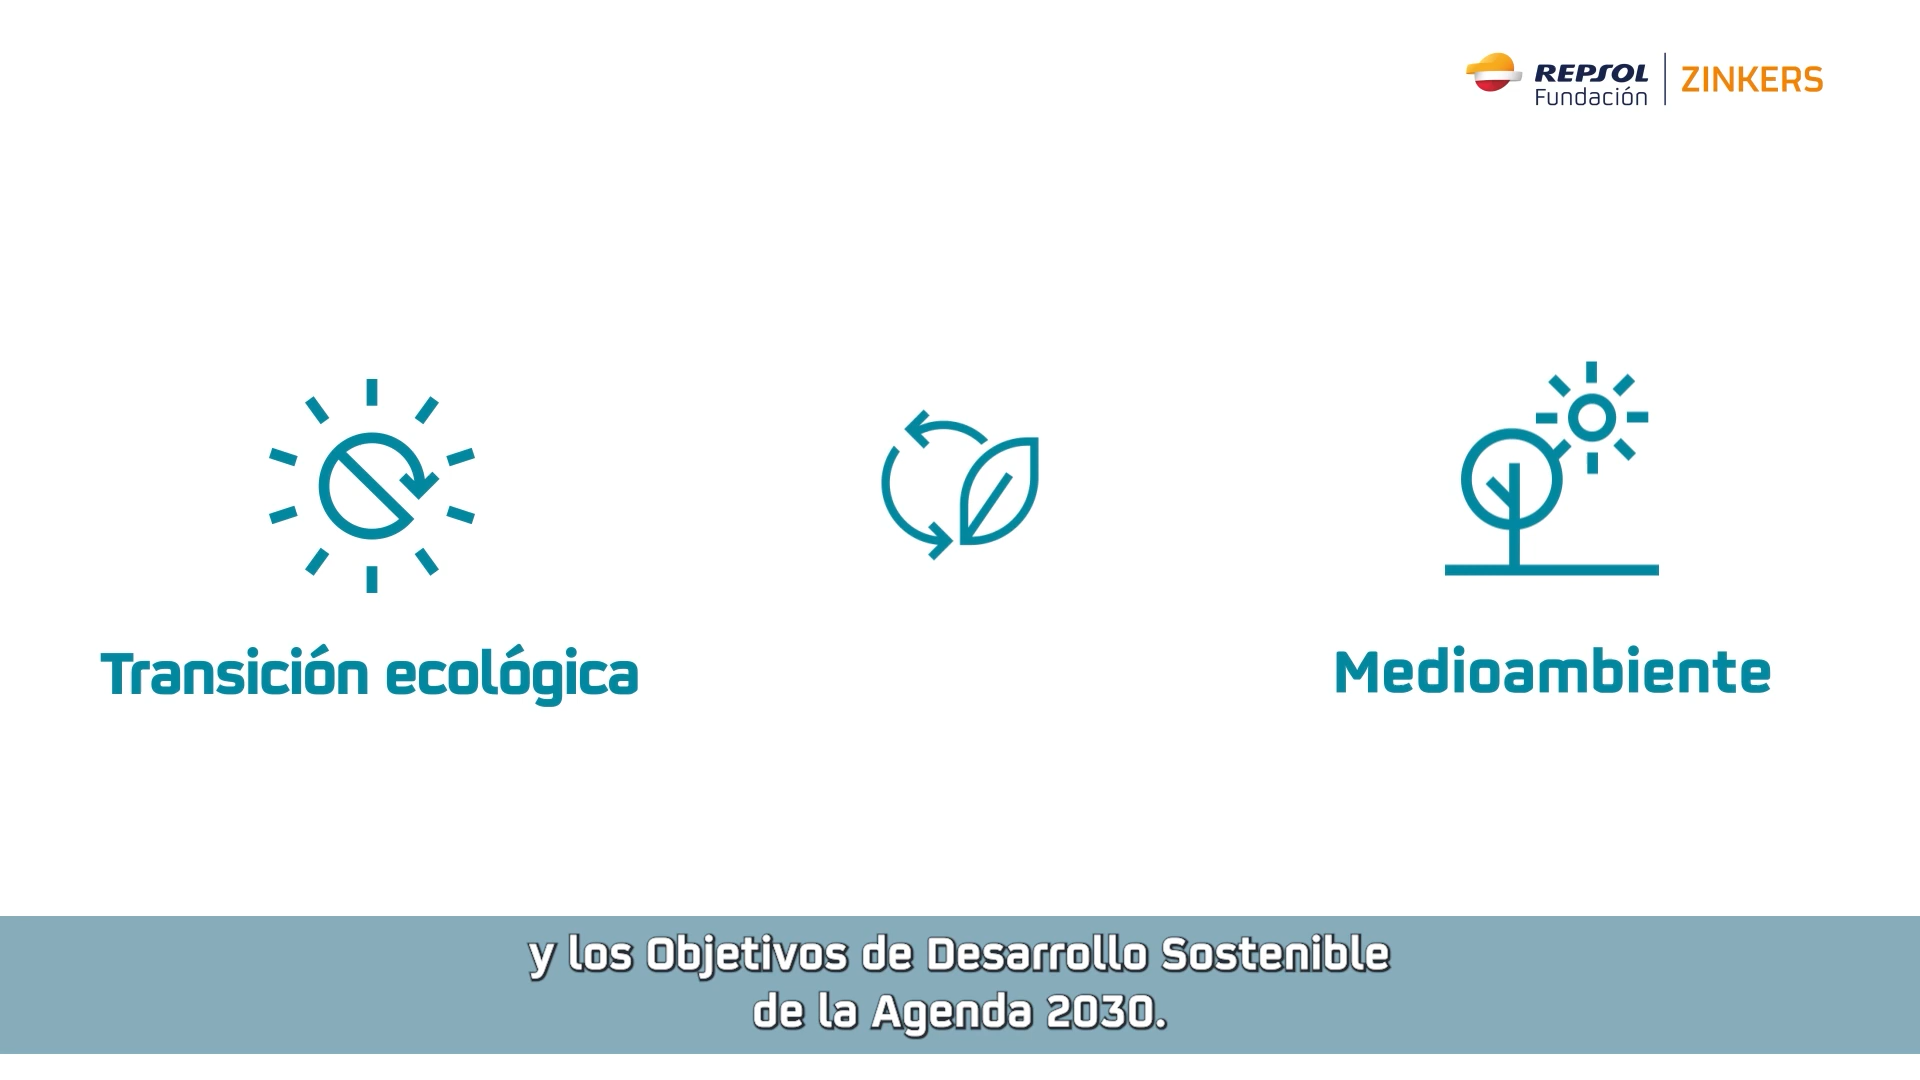 REPSOL
Fundación
ZINKERS
Transición ecológica
Medioambiente
y los Objetivos de Desarrollo Sostenible
de la Agenda 2030.